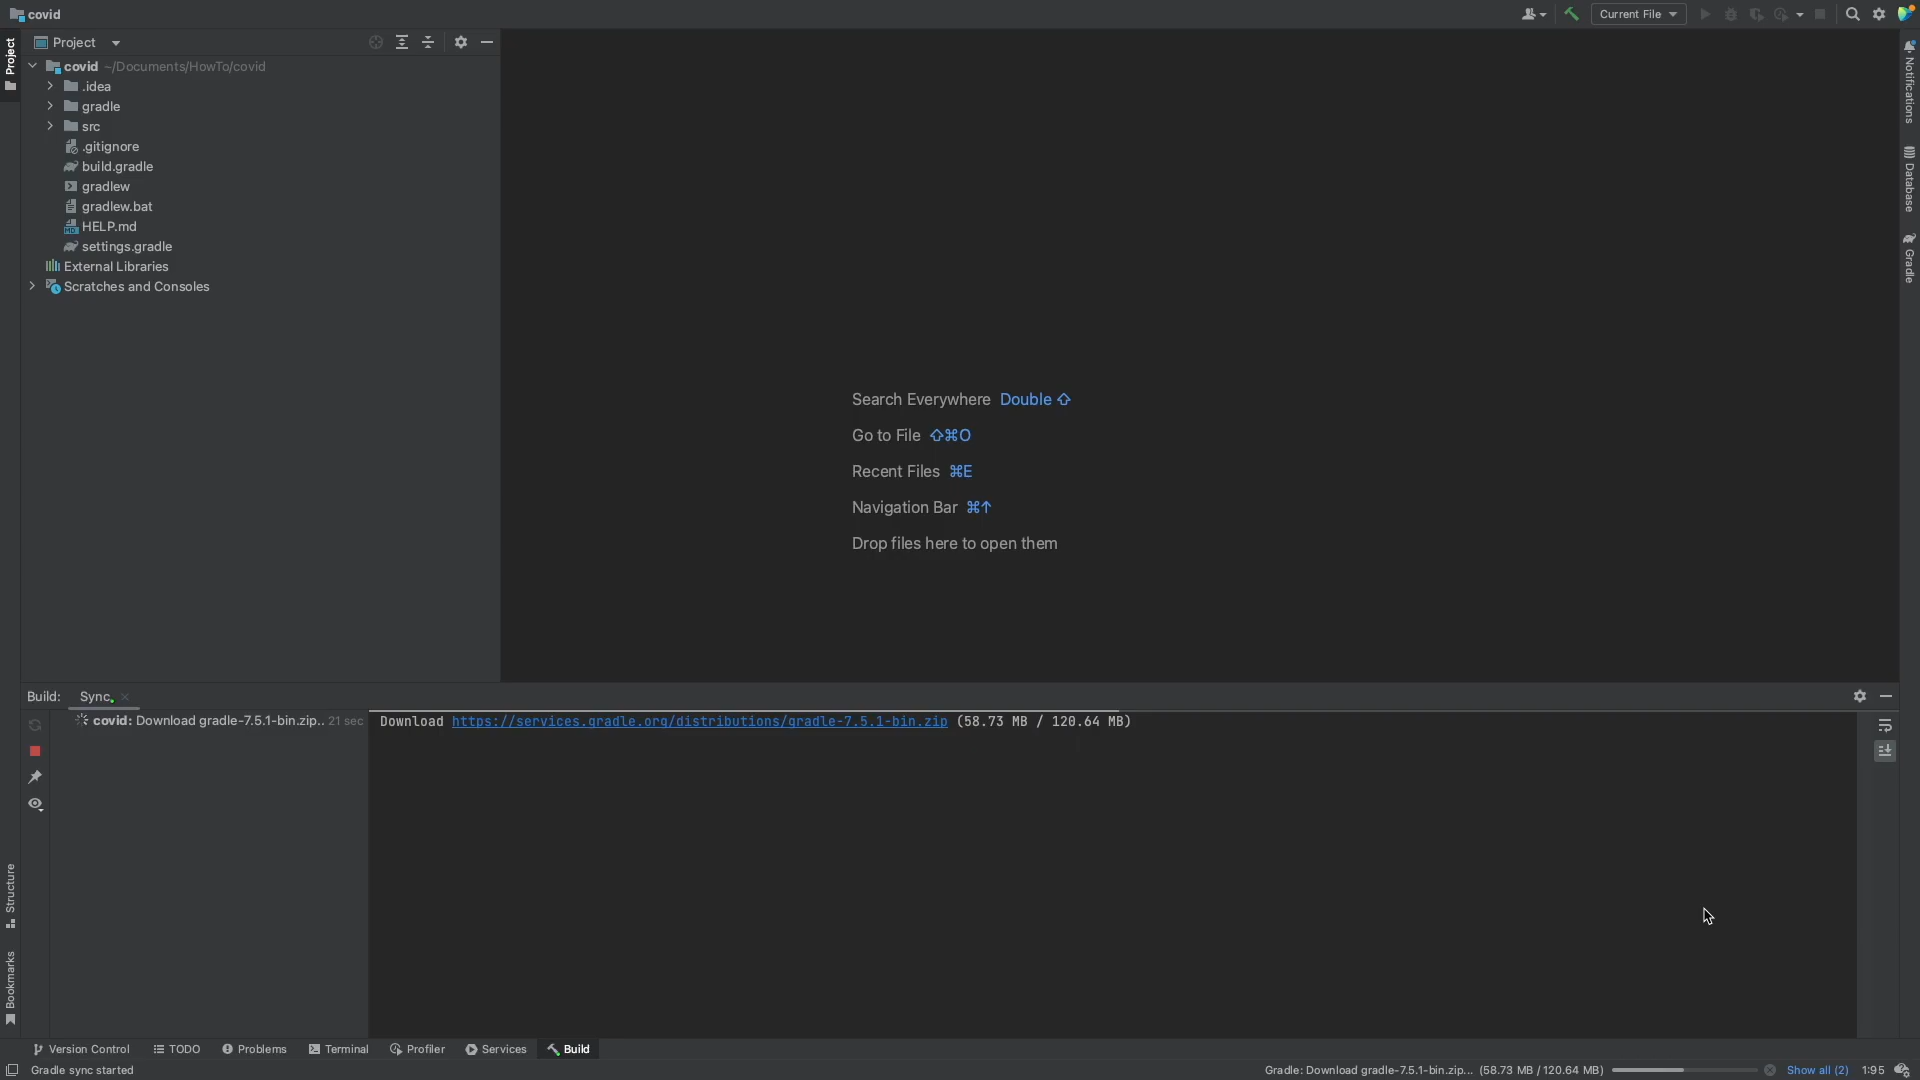 covid
Current File
Project
Project
covid ~/Documents/HowTo/covid
.idea
gradle
src
.gitignore
build.gradle
gradlew
gradlew.bat
HELP.md
settings.gradle
External Libraries
Scratches and Consoles
Search Everywhere Double ⇧
Go to File ⇧⌘O
Recent Files ⌘E
Navigation Bar ⌘↑
Drop files here to open them
Notifications
Database
Gradle
Build: Sync
covid: Download gradle-7.5.1-bin.zip.. 21 sec
Download https://services.gradle.org/distributions/gradle-7.5.1-bin.zip (58.73 MB / 120.64 MB)
Structure
Bookmarks
Version Control TODO Problems Terminal Profiler Services Build
Gradle sync started
Gradle: Download gradle-7.5.1-bin.zip... (58.73 MB / 120.64 MB) Show all (2) 1:95